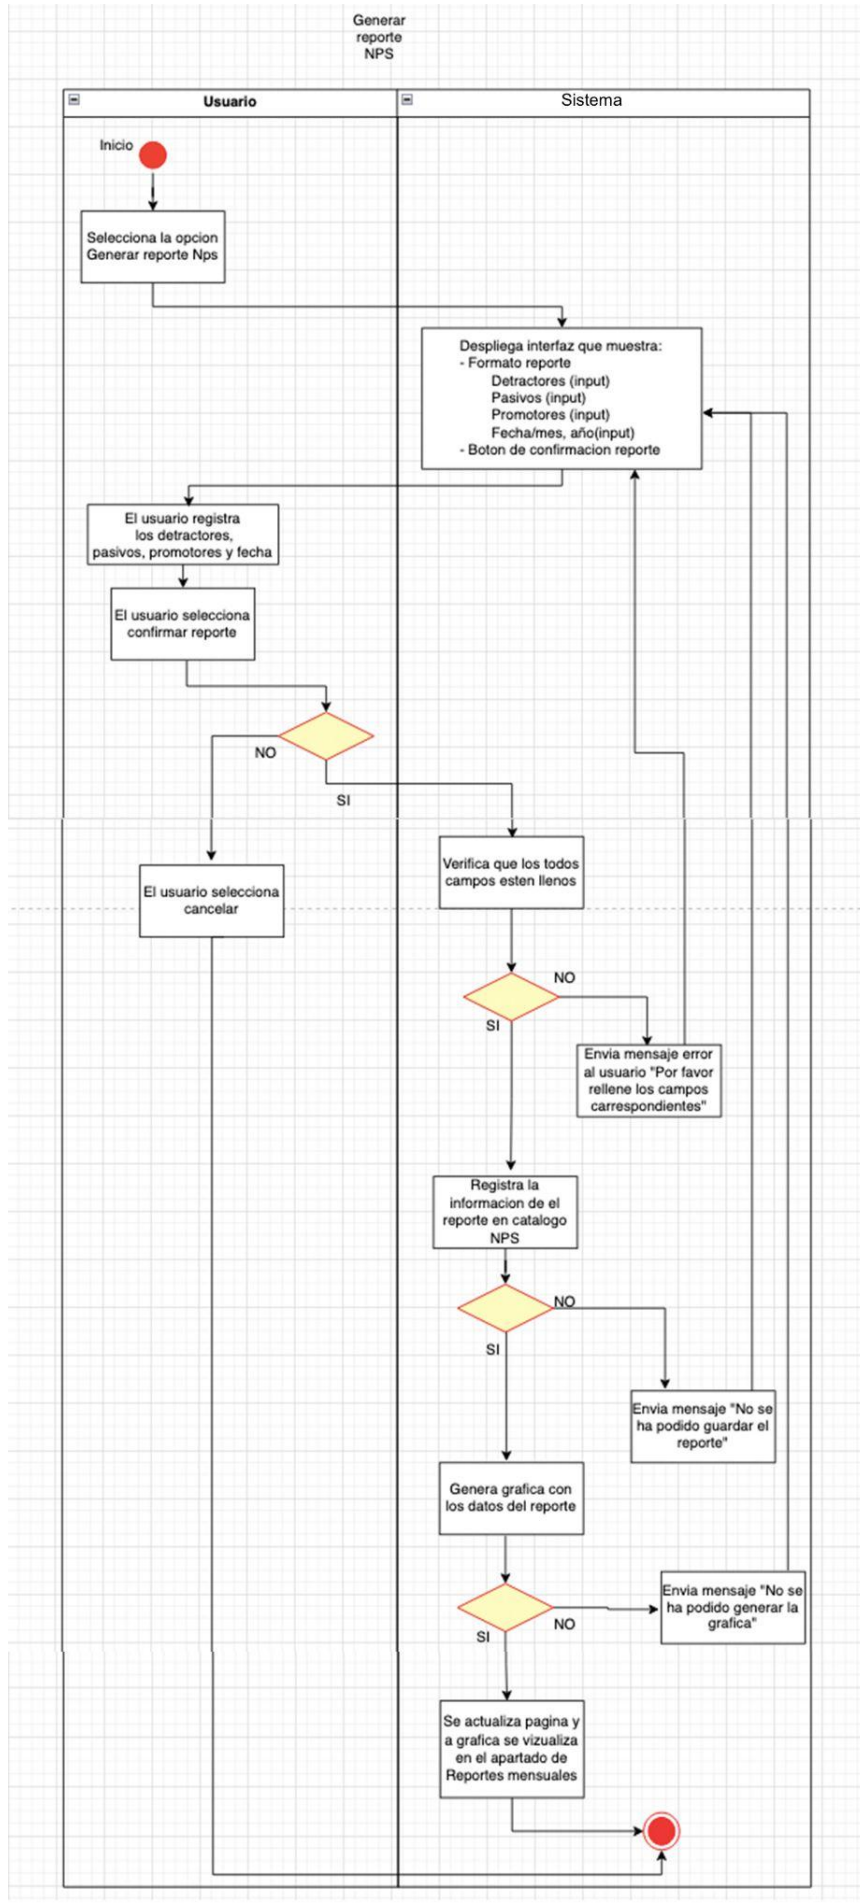 Generar
reporte
NPS
Usuario
Sistema
Inicio
Selecciona la opcion
Generar reporte Nps
Despliega interfaz que muestra:
- Formato reporte
Detractores (input)
Pasivos (input)
Promotores (input)
Fecha/mes, año(input)
- Boton de confirmacion reporte
El usuario registra
los detractores,
pasivos, promotores y fecha
El usuario selecciona
confirmar reporte
NO
SI
Verifica que los todos
campos esten llenos
El usuario selecciona
cancelar
NO
SI
Envia mensaje error
al usuario "Por favor
rellene los campos
carrespondientes"
Registra la
informacion de el
reporte en catalogo
NPS
NO
SI
Envia mensaje "No se
ha podido guardar el
reporte"
Genera grafica con
los datos del reporte
Envia mensaje "No se
ha podido generar la
grafica"
NO
SI
Se actualiza pagina y
a grafica se vizualiza
en el apartado de
Reportes mensuales